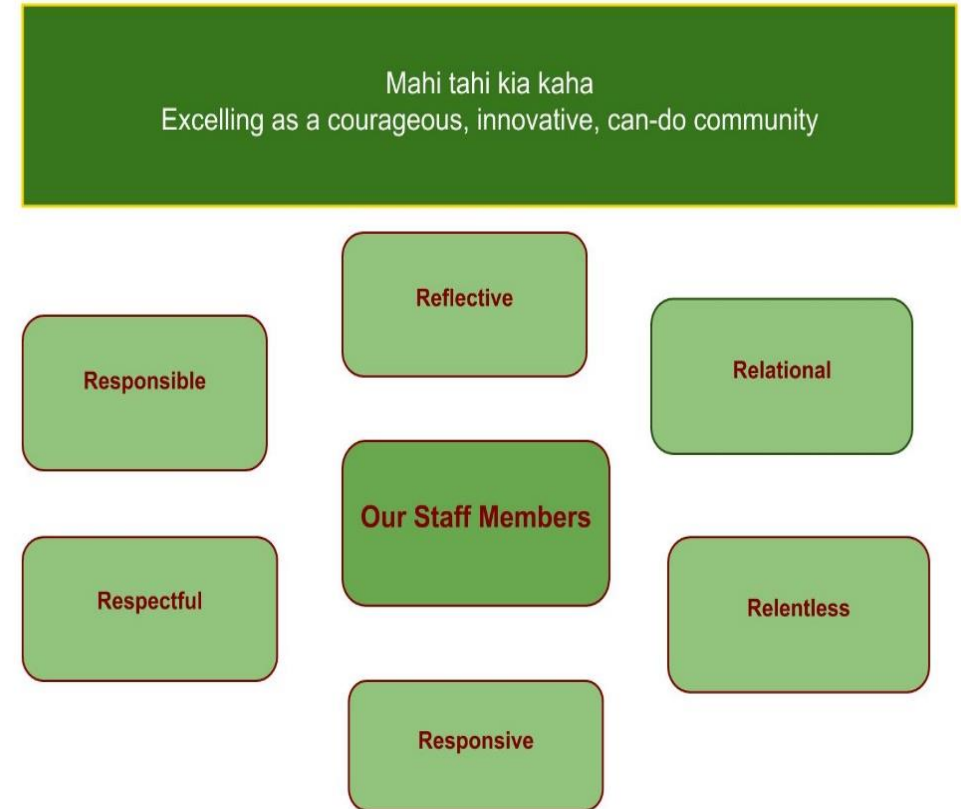 Mahi tahi kia kaha
Excelling as a courageous, innovative, can-do community
Reflective
Responsible
Relational
Our Staff Members
Respectful
Relentless
Responsive